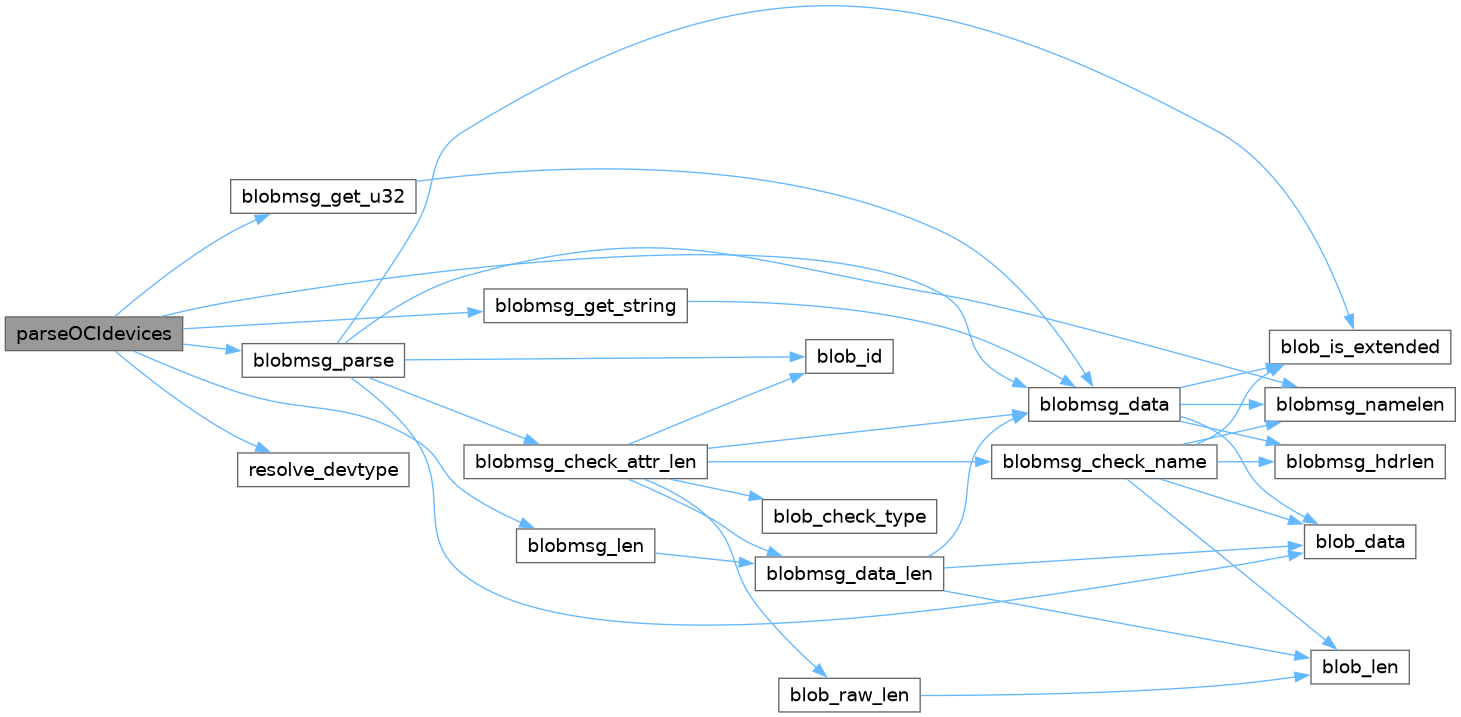 parseOCIdevices
blobmsg_get_u32
blobmsg_get_string
blobmsg_parse
resolve_devtype
blobmsg_len
blob_id
blobmsg_check_attr_len
blob_check_type
blobmsg_data_len
blob_raw_len
blobmsg_data
blobmsg_check_name
blob_is_extended
blobmsg_namelen
blobmsg_hdrlen
blob_data
blob_len